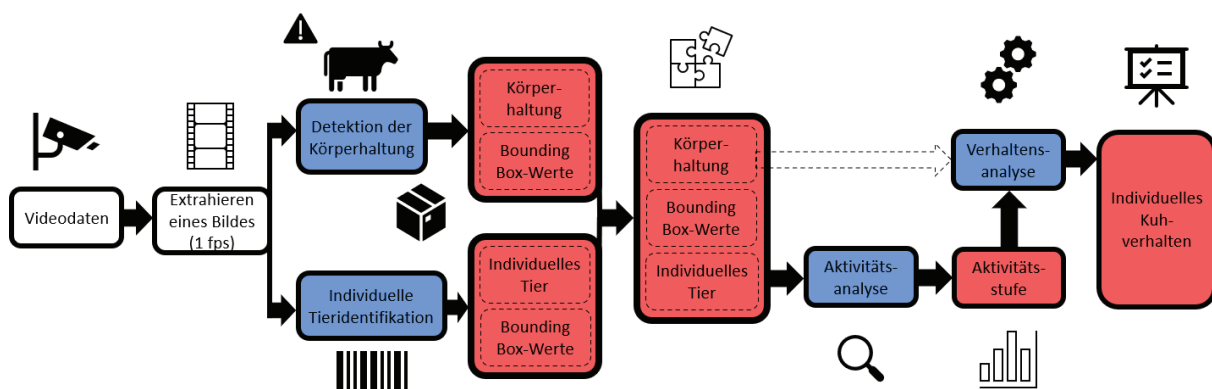 Videodaten
Extrahieren
eines Bildes
(1 fps)
Detektion der
Körperhaltung
Individuelle
Tieridentifikation
Körper-
haltung
Bounding
Box-Werte
Individuelles
Tier
Bounding
Box-Werte
Körper-
haltung
Bounding
Box-Werte
Individuelles
Tier
Aktivitäts-
analyse
Aktivitäts-
stufe
Verhaltens-
analyse
Individuelles
Kuh-
verhalten